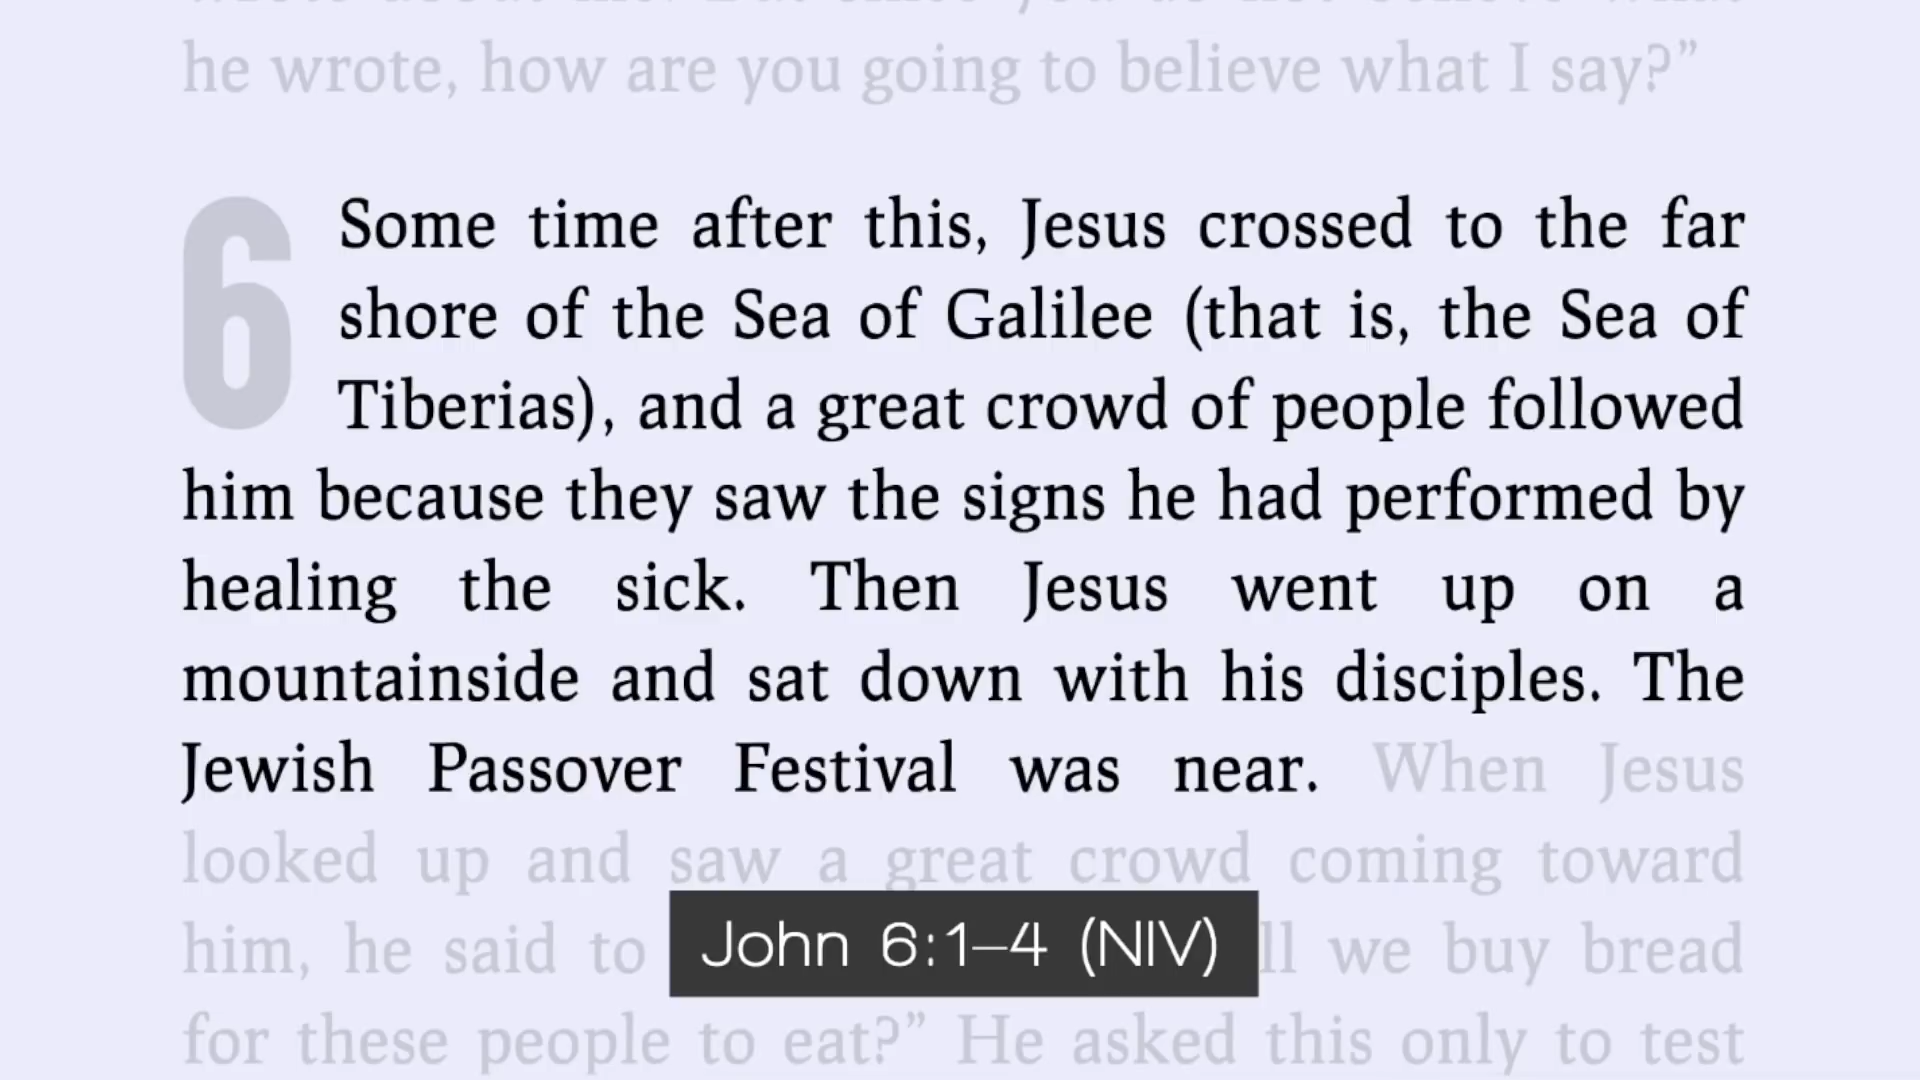 he wrote, how are you going to believe what I say?”
6 Some time after this, Jesus crossed to the far
shore of the Sea of Galilee (that is, the Sea of
Tiberias), and a great crowd of people followed
him because they saw the signs he had performed by
healing the sick. Then Jesus went up on a
mountainside and sat down with his disciples. The
Jewish Passover Festival was near. When Jesus
looked up and saw a great crowd coming toward
him, he said to ll we buy bread
John 6:1–4 (NIV)
for these people to eat?” He asked this only to test